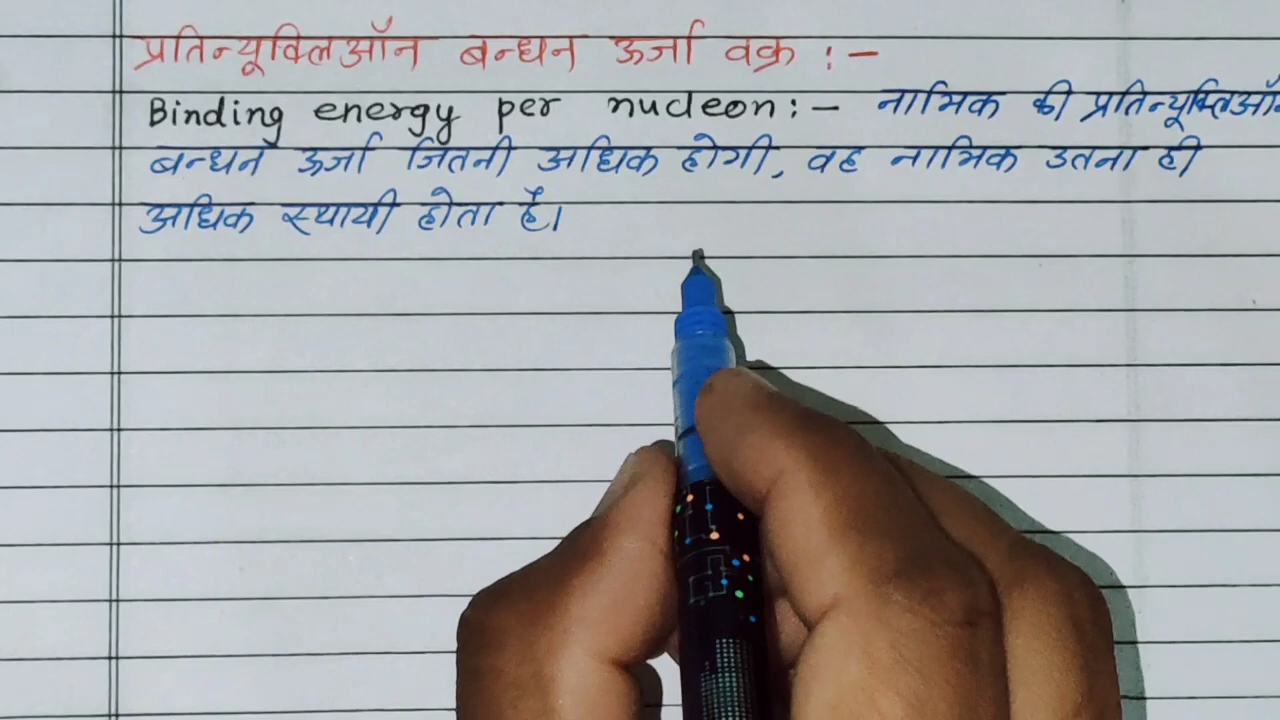 प्रतिन्यूक्लिऑन बन्धन ऊर्जा वक्र :-
Binding energy per nucleon :- नाभिक की प्रतिन्यूक्लिऑन
बन्धन ऊर्जा जितनी अधिक होगी, वह नाभिक उतना ही
अधिक स्थायी होता है।